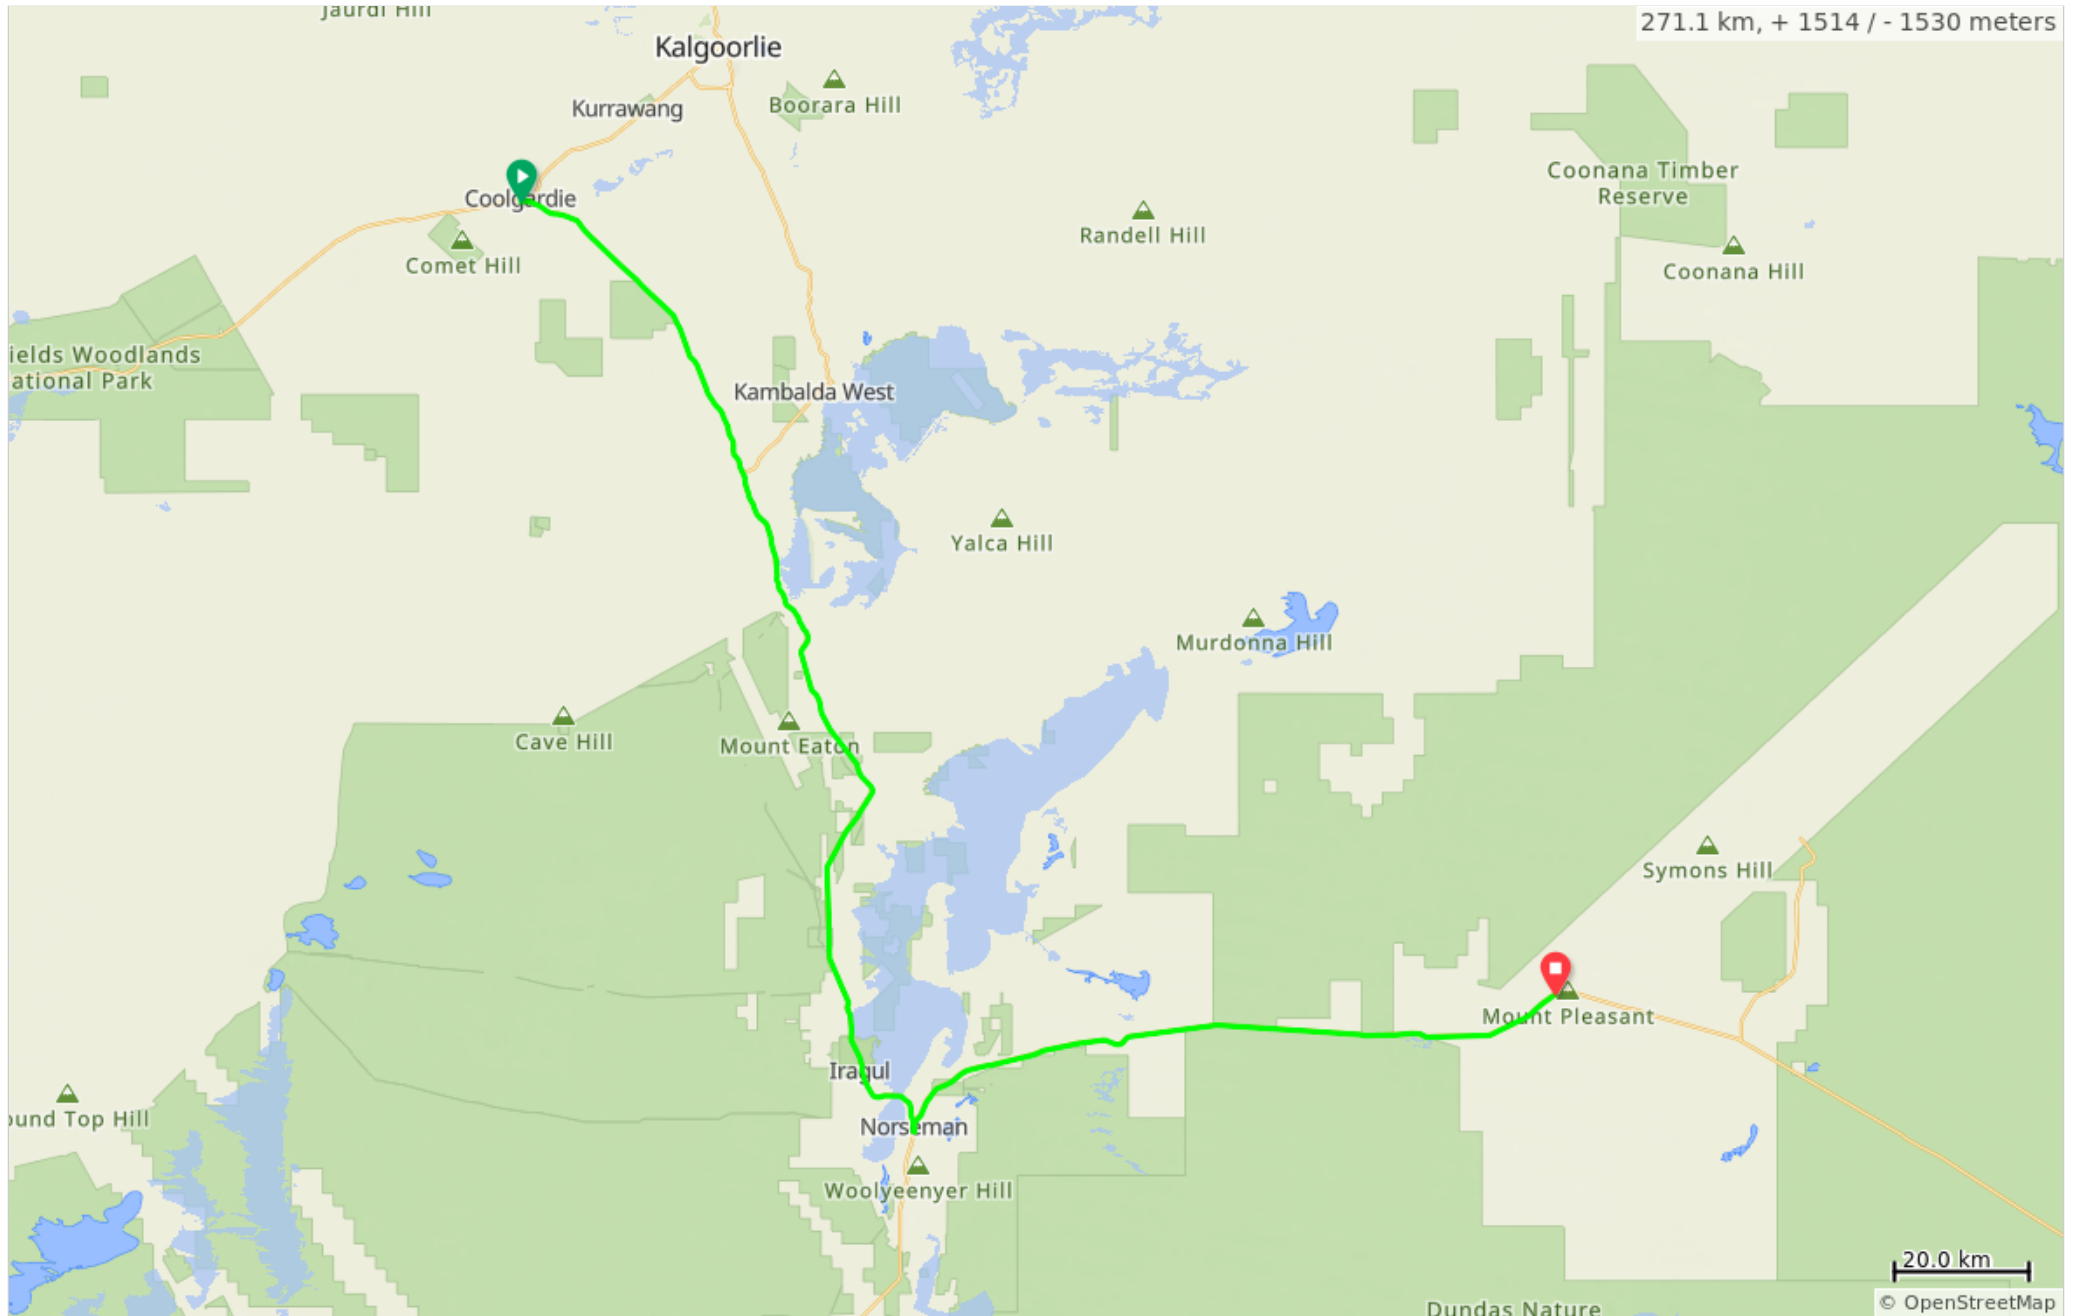 Jaurdi Hill
271.1 km, + 1514 / - 1530 meters
Kalgoorlie
Boorara Hill
Kurrawang
Coonana Timber
Reserve
Coolgardie
Randell Hill
Comet Hill
Coonana Hill
ields Woodlands
ational Park
Kambalda West
Yalca Hill
Murdonna Hill
Cave Hill
Mount Eaton
Symons Hill
Mount Pleasant
Iragul
ound Top Hill
Norseman
Woolyeenyer Hill
20.0 km
© OpenStreetMap
Dundas Nature